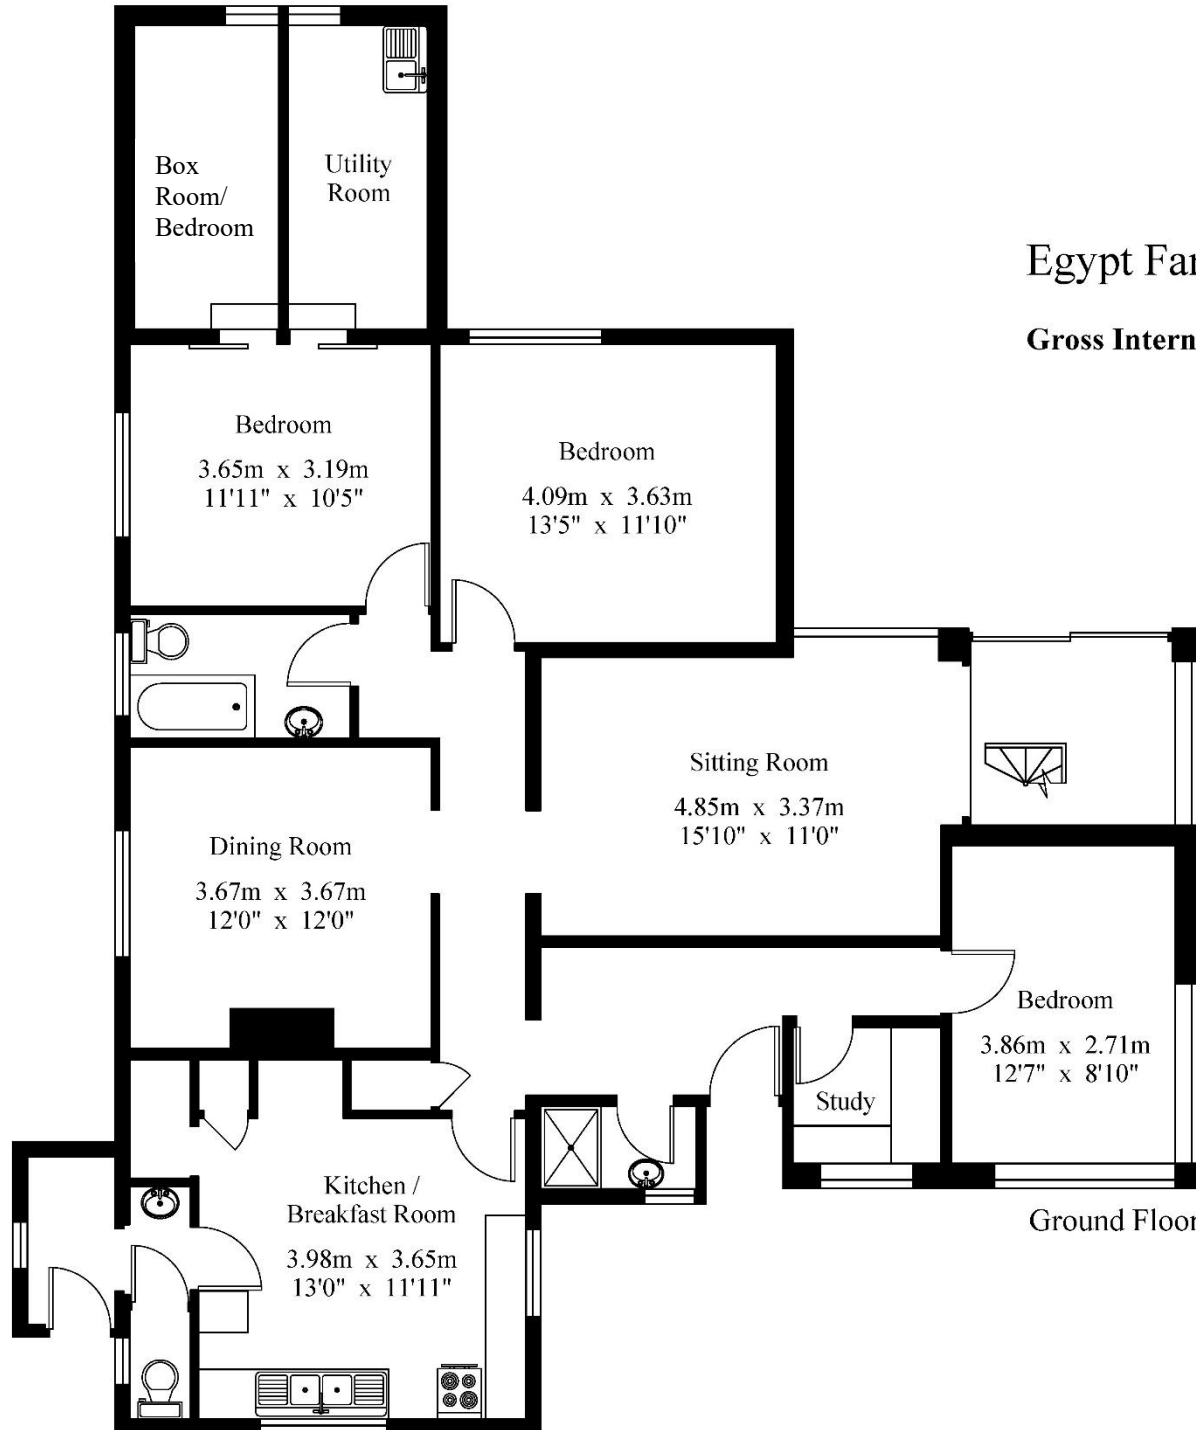 Box
Room/
Bedroom
Utility
Room
Egypt Far
Gross Intern
Bedroom
3.65m x 3.19m
11'11" x 10'5"
Bedroom
4.09m x 3.63m
13'5" x 11'10"
Sitting Room
4.85m x 3.37m
15'10" x 11'0"
Dining Room
3.67m x 3.67m
12'0" x 12'0"
Bedroom
3.86m x 2.71m
12'7" x 8'10"
Study
Kitchen /
Breakfast Room
3.98m x 3.65m
13'0" x 11'11"
Ground Floor